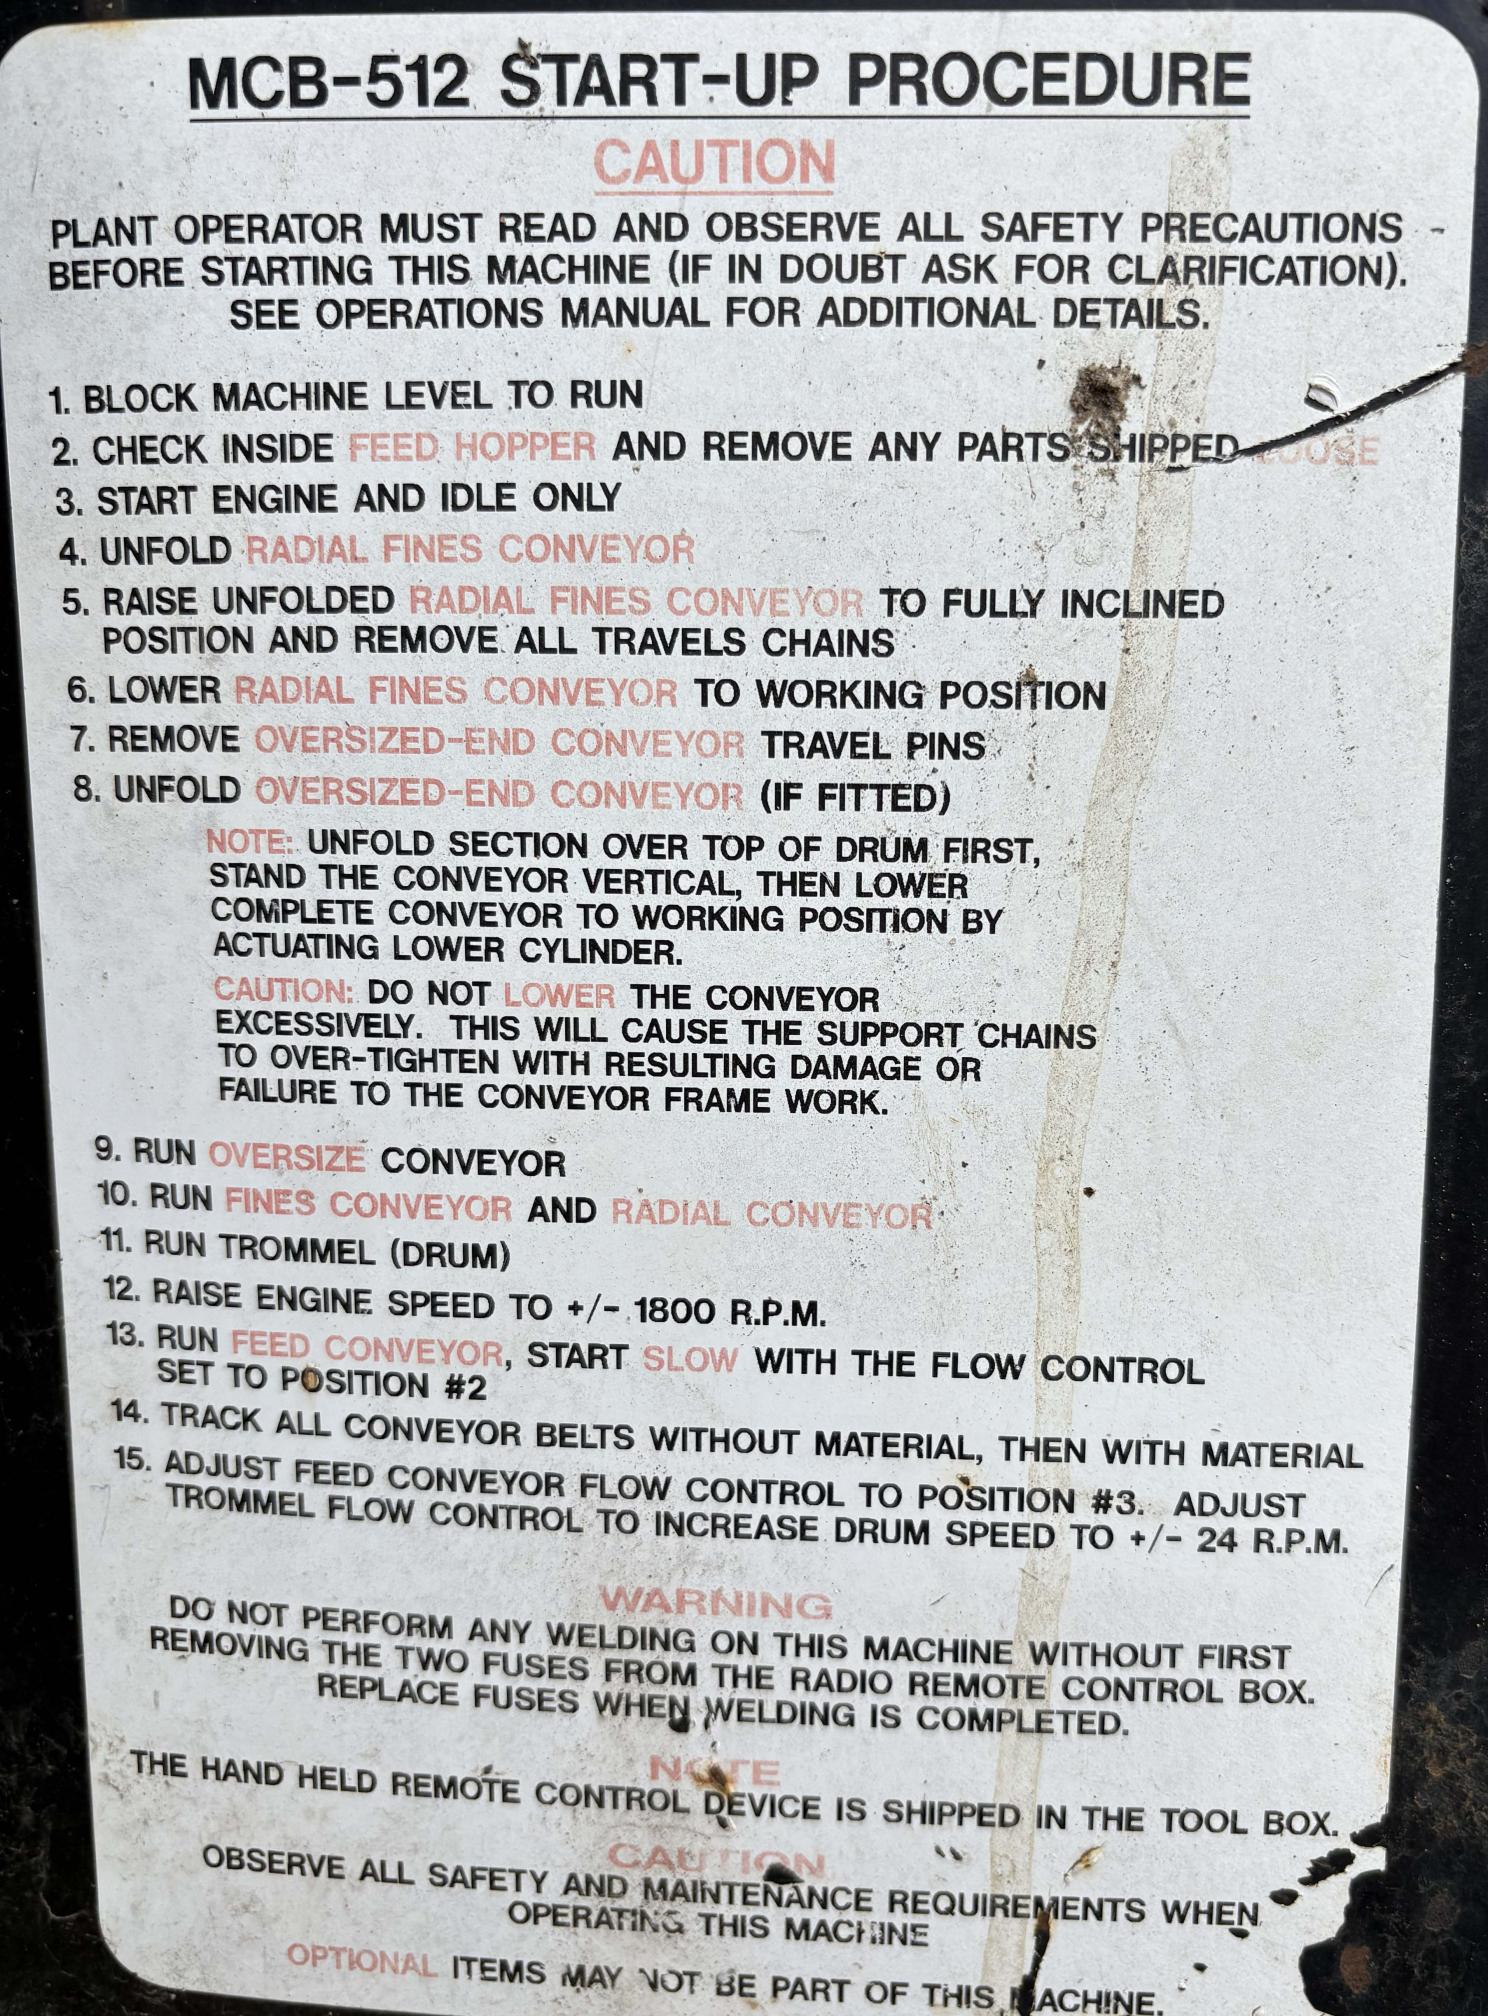 MCB-512 START-UP PROCEDURE
CAUTION
PLANT OPERATOR MUST READ AND OBSERVE ALL SAFETY PRECAUTIONS
BEFORE STARTING THIS MACHINE (IF IN DOUBT ASK FOR CLARIFICATION).
SEE OPERATIONS MANUAL FOR ADDITIONAL DETAILS.
1. BLOCK MACHINE LEVEL TO RUN
2. CHECK INSIDE FEED HOPPER AND REMOVE ANY PARTS SHIPPED LOOSE
3. START ENGINE AND IDLE ONLY
4. UNFOLD RADIAL FINES CONVEYOR
5. RAISE UNFOLDED RADIAL FINES CONVEYOR TO FULLY INCLINED
POSITION AND REMOVE ALL TRAVELS CHAINS
6. LOWER RADIAL FINES CONVEYOR TO WORKING POSITION
7. REMOVE OVERSIZED-END CONVEYOR TRAVEL PINS
8. UNFOLD OVERSIZED-END CONVEYOR (IF FITTED)
NOTE: UNFOLD SECTION OVER TOP OF DRUM FIRST,
STAND THE CONVEYOR VERTICAL, THEN LOWER
COMPLETE CONVEYOR TO WORKING POSITION BY
ACTUATING LOWER CYLINDER.
CAUTION: DO NOT LOWER THE CONVEYOR
EXCESSIVELY. THIS WILL CAUSE THE SUPPORT CHAINS
TO OVER-TIGHTEN WITH RESULTING DAMAGE OR
FAILURE TO THE CONVEYOR FRAME WORK.
9. RUN OVERSIZE CONVEYOR
10. RUN FINES CONVEYOR AND RADIAL CONVEYOR
11. RUN TROMMEL (DRUM)
12. RAISE ENGINE SPEED TO +/- 1800 R.P.M.
13. RUN FEED CONVEYOR, START SLOW WITH THE FLOW CONTROL
SET TO POSITION #2
14. TRACK ALL CONVEYOR BELTS WITHOUT MATERIAL, THEN WITH MATERIAL
15. ADJUST FEED CONVEYOR FLOW CONTROL TO POSITION #3. ADJUST
TROMMEL FLOW CONTROL TO INCREASE DRUM SPEED TO +/- 24 R.P.M.
WARNING
DO NOT PERFORM ANY WELDING ON THIS MACHINE WITHOUT FIRST
REMOVING THE TWO FUSES FROM THE RADIO REMOTE CONTROL BOX.
REPLACE FUSES WHEN WELDING IS COMPLETED.
NOTE
THE HAND HELD REMOTE CONTROL DEVICE IS SHIPPED IN THE TOOL BOX.
CAUTION
OBSERVE ALL SAFETY AND MAINTENANCE REQUIREMENTS WHEN
OPERATING THIS MACHINE
OPTIONAL ITEMS MAY NOT BE PART OF THIS MACHINE.